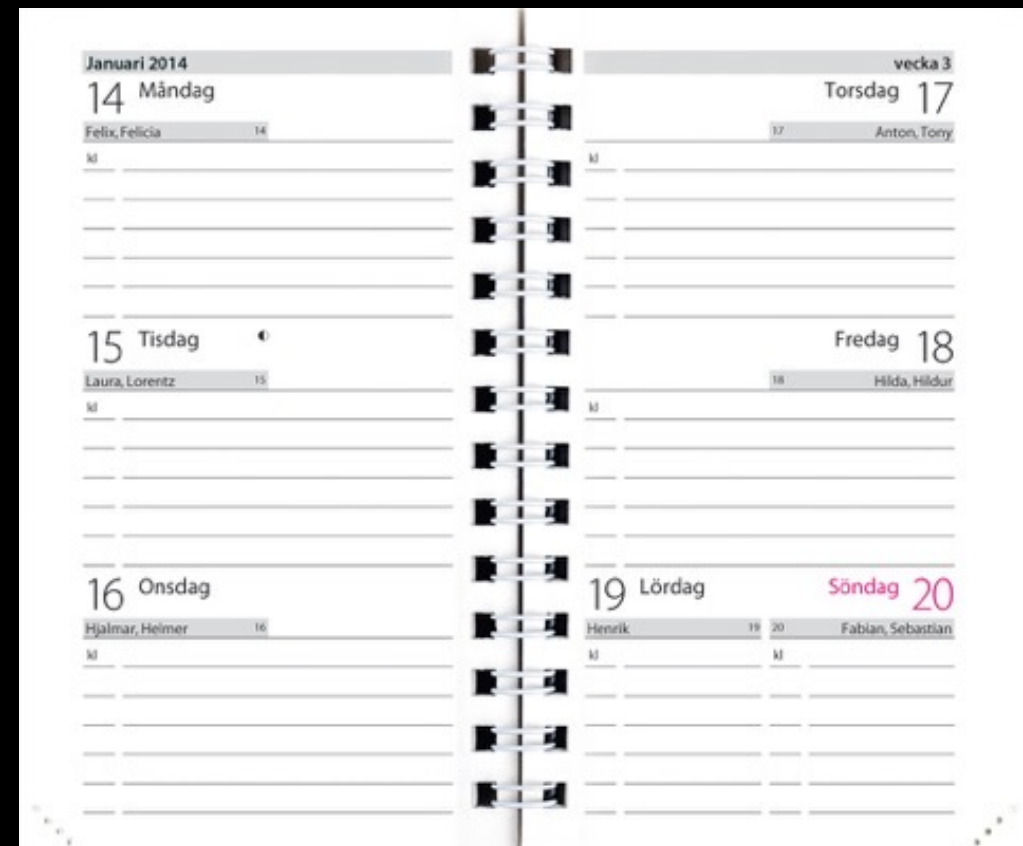 Januari 2014
14 Måndag
Felix, Felicia 14
kl
15 Tisdag
Laura, Lorentz 15
kl
16 Onsdag
Hjalmar, Helmer 16
kl
vecka 3
Torsdag 17
17 Anton, Tony
kl
Fredag 18
18 Hilda, Hildur
kl
19 Lördag
Henrik 19
kl
Söndag 20
20 Fabian, Sebastian
kl